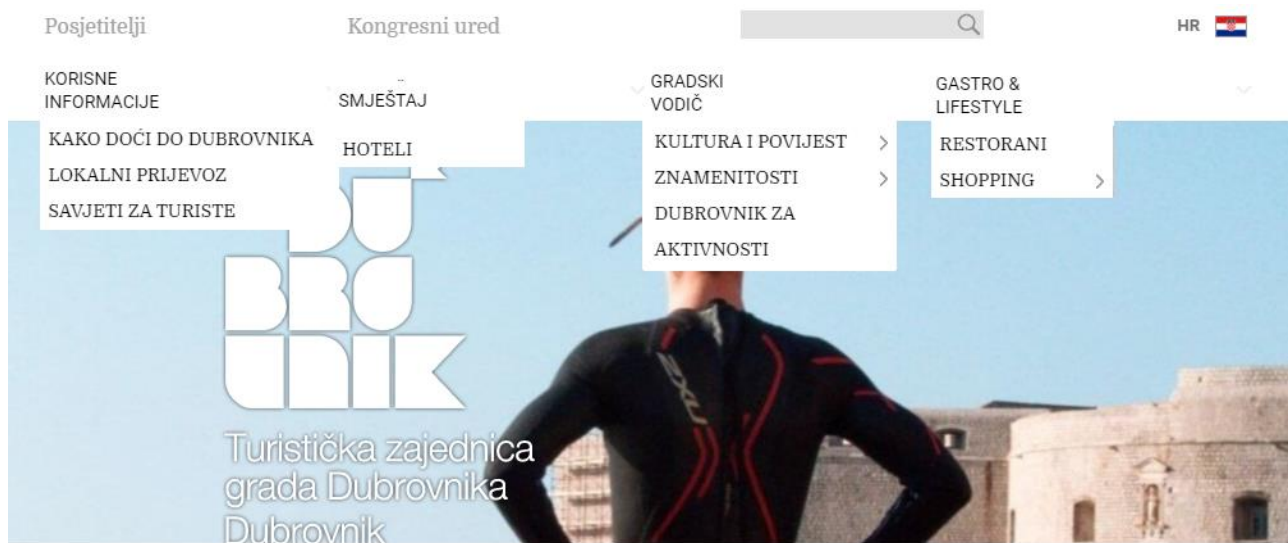 Posjetitelji
Kongresni ured
HR
KORISNE
INFORMACIJE
KAKO DOĆI DO DUBROVNIKA
LOKALNI PRIJEVOZ
SAVJETI ZA TURISTE
SMJEŠTAJ
HOTELI
GRADSKI
VODIČ
KULTURA I POVIJEST
ZNAMENITOSTI
DUBROVNIK ZA
AKTIVNOSTI
GASTRO &
LIFESTYLE
RESTORANI
SHOPPING
DU
BRO
VNIK
2XU
Turistička zajednica
grada Dubrovnika
Dubrovnik